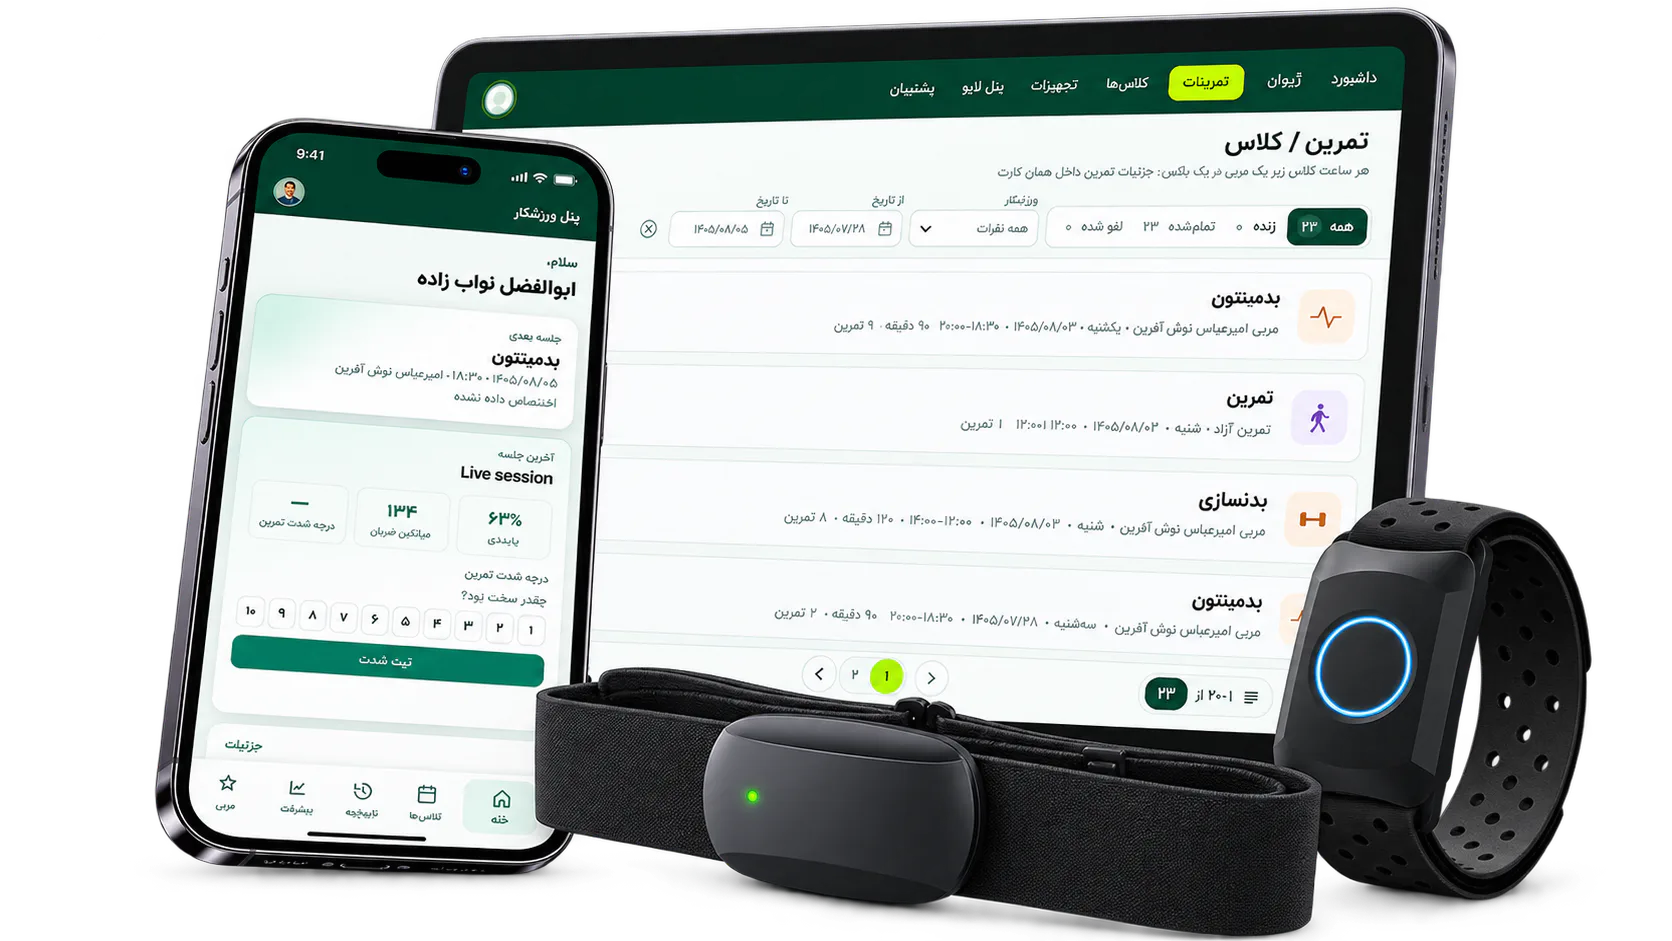 داشبورد
ژیوان
تمرینات
کلاس‌ها
تجهیزات
پنل لایو
پشتیبان
تمرین / کلاس
هر ساعت کلاس زیر یک مربی در یک باکس: جزئیات تمرین داخل همان کارت
ورزشکار
از تاریخ
تا تاریخ
همه ۲۳
زنده ۰
تمام‌شده ۲۳
لغو شده ۰
همه نفرات
۱۴۰۵/۰۷/۲۸
۱۴۰۵/۰۸/۰۵
بدمینتون
مربی امیرعباس نوش آفرین • یکشنبه • ۱۴۰۵/۰۸/۰۳ • ۱۸:۳۰-۲۰:۰۰ ۹۰ دقیقه · ۹ تمرین
تمرین
تمرین آزاد • شنبه • ۱۴۰۵/۰۸/۰۲ • ۱۲:۰۰ ۱۲:۰۰۱ ۱ تمرین
بدنسازی
مربی امیرعباس نوش آفرین • شنبه • ۱۴۰۵/۰۸/۰۳ • ۱۲:۰۰-۱۴:۰۰ • ۱۲۰ دقیقه • ۸ تمرین
بدمینتون
مربی امیرعباس نوش آفرین • سه‌شنبه • ۱۴۰۵/۰۷/۲۸ • ۱۸:۳۰-۲۰:۰۰ ۹۰ دقیقه • ۲ تمرین
۱-۲۰ از ۲۳
۱
۲
9:41
پنل ورزشکار
سلام،
ابوالفضل نواب زاده
جلسه بعدی
بدمیتتون
۱۴۰۵/۰۸/۰۵ • ۱۸:۳۰ • امیرعباس نوش آفرین
اختصاص داده نشده
آخرین جلسه
Live session
۶۳%
پایبدی
۱۳۴
میانگین ضربان
—
درجه شدت تمرین
درجه شدت تمرین
چقدر سخت بود?
۱ ۲ ۳ ۴ ۵ ۶ ۷ ۸ ۹ ۱۰
ثبت شدت
خنه
کلاس‌ها
پیشرفت
مربی